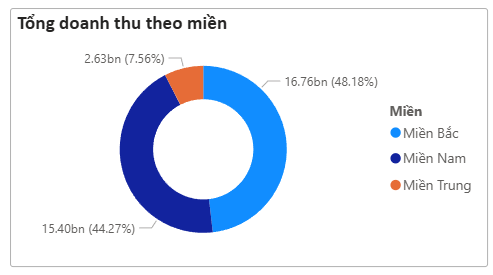 Tổng doanh thu theo miền
2.63bn (7.56%)
16.76bn (48.18%)
15.40bn (44.27%)
Miền
Miền Bắc
Miền Nam
Miền Trung